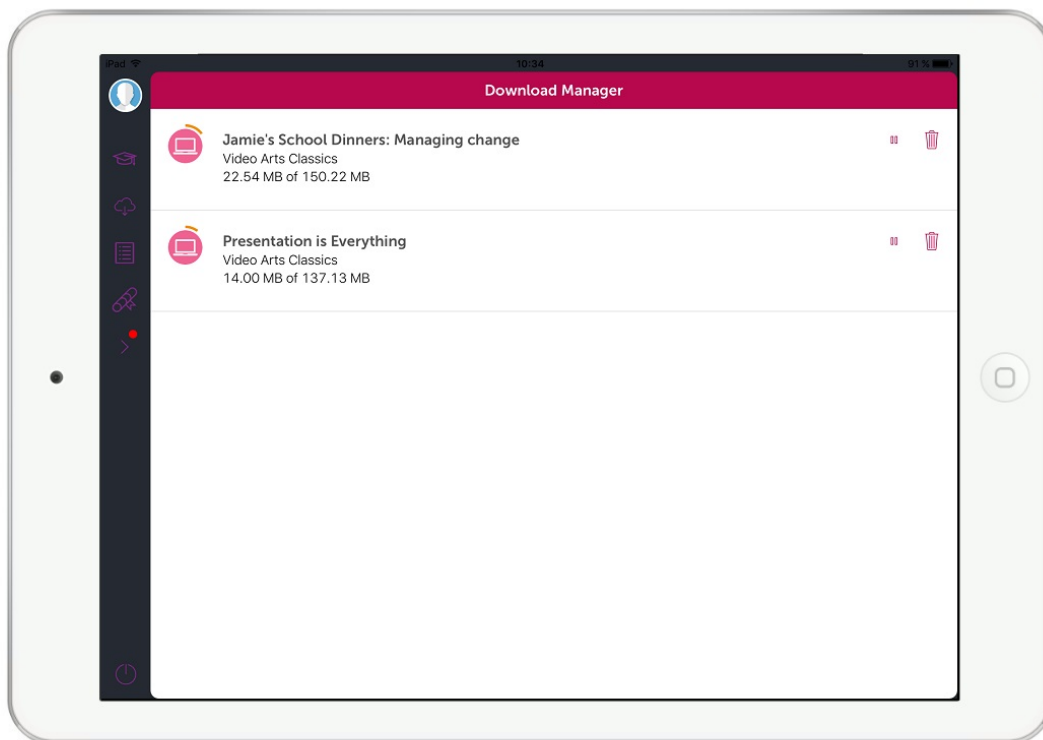 iPad 10:34 91%
Download Manager
Jamie's School Dinners: Managing change
Video Arts Classics
22.54 MB of 150.22 MB
Presentation is Everything
Video Arts Classics
14.00 MB of 137.13 MB